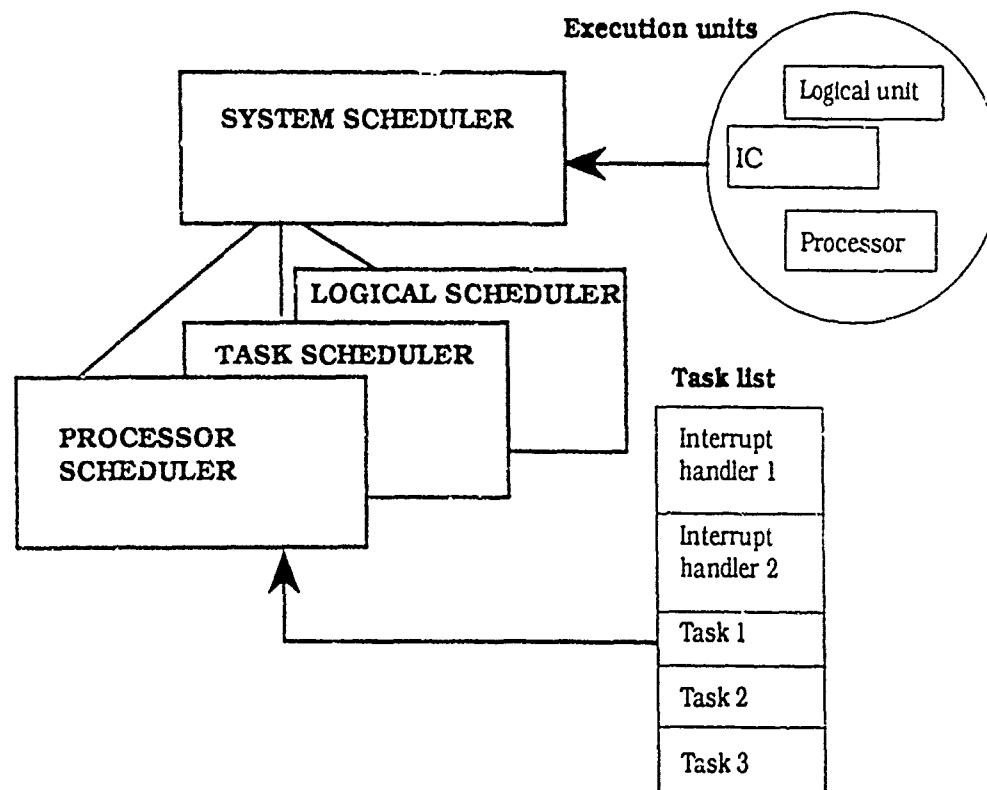 Execution units
Logical unit
IC
Processor
SYSTEM SCHEDULER
LOGICAL SCHEDULER
TASK SCHEDULER
PROCESSOR
SCHEDULER
Task list
Interrupt
handler 1
Interrupt
handler 2
Task 1
Task 2
Task 3